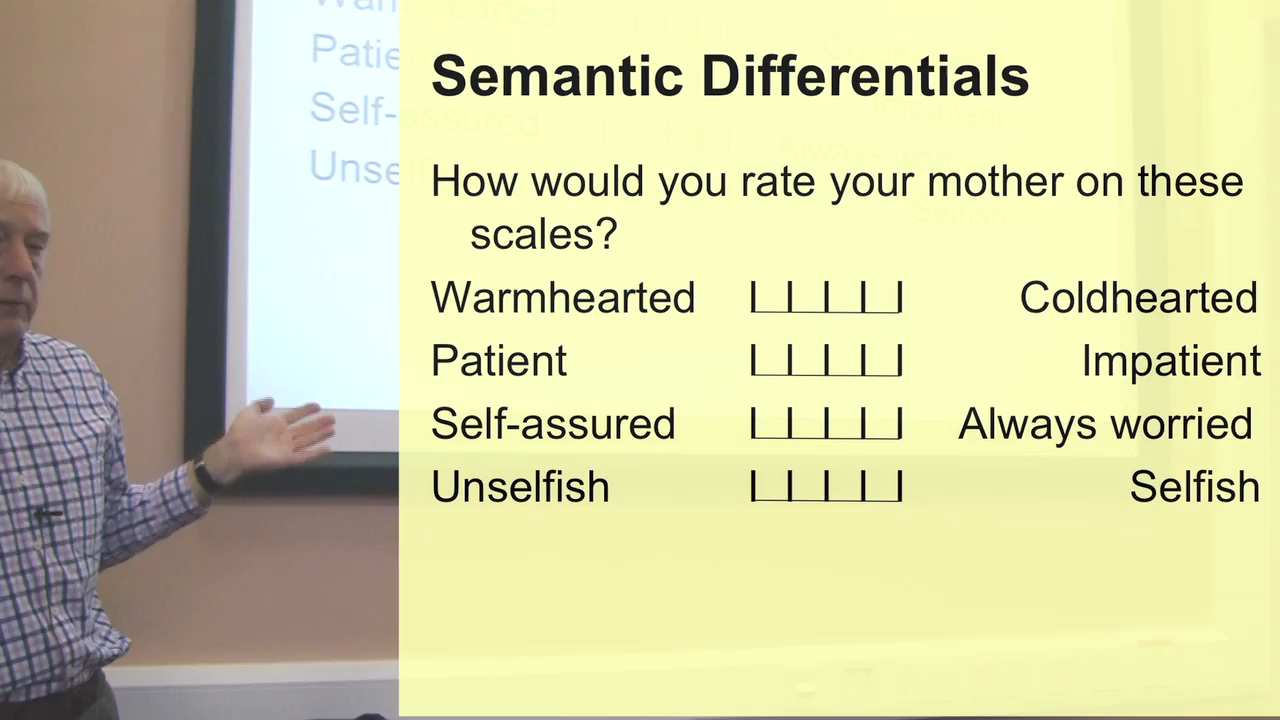 Semantic Differentials
How would you rate your mother on these
scales?
Warmhearted Coldhearted
Patient Impatient
Self-assured Always worried
Unselfish Selfish